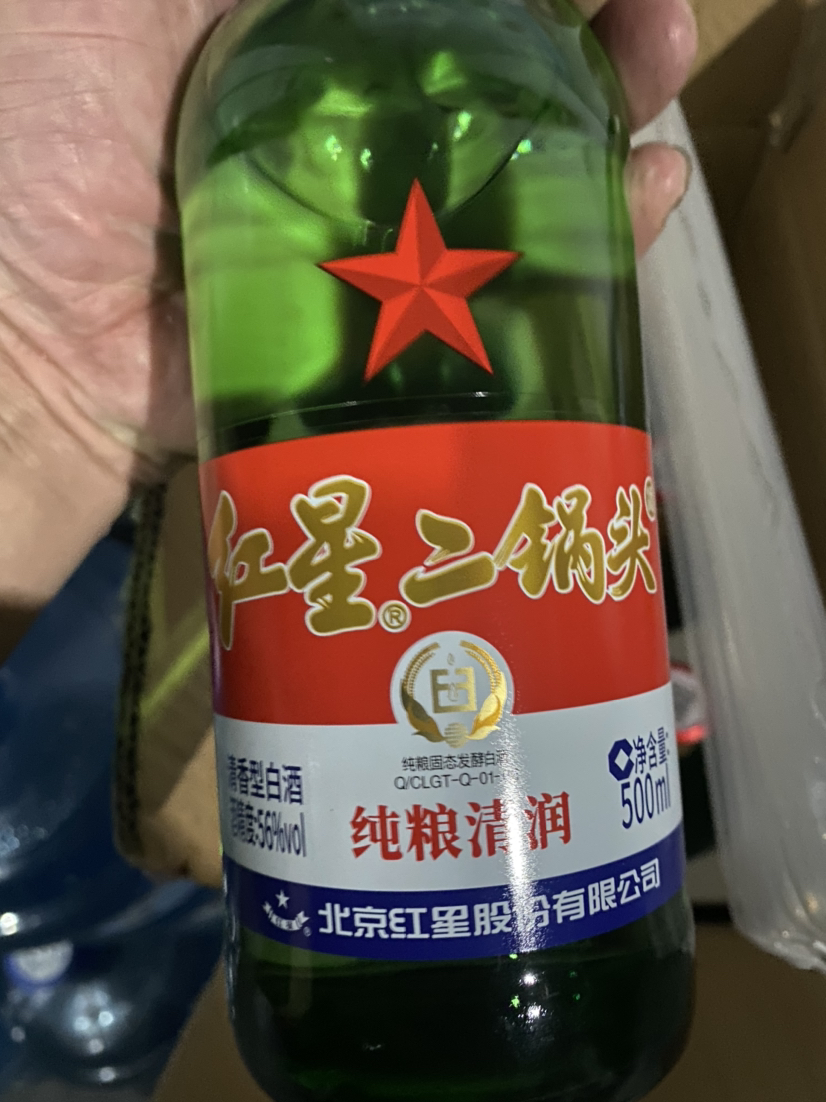 红星®二锅头
纯粮固态发酵白酒
Q/CLGT-Q-01-
清香型白酒
酒精度:56%vol
纯粮清润
净含量:
500ml
北京红星股份有限公司